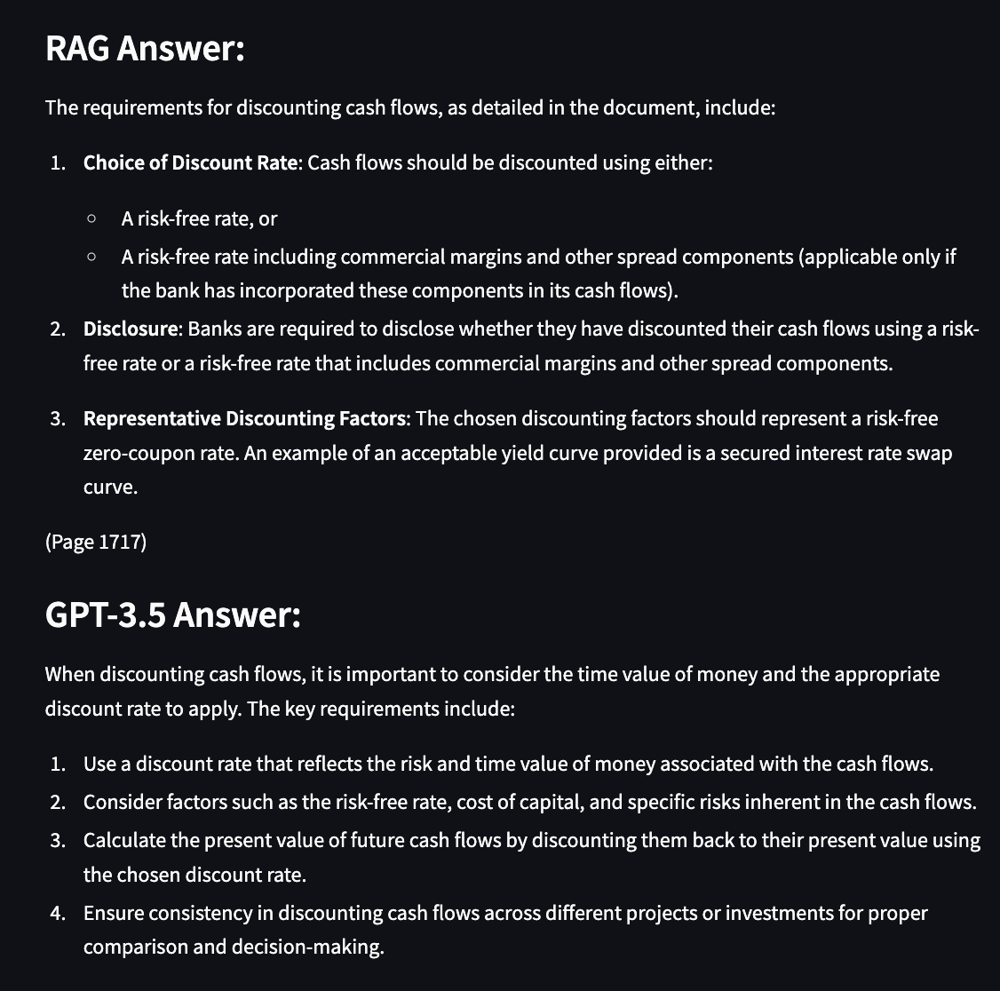 RAG Answer:
The requirements for discounting cash flows, as detailed in the document, include:
1. Choice of Discount Rate: Cash flows should be discounted using either:
○ A risk-free rate, or
○ A risk-free rate including commercial margins and other spread components (applicable only if
the bank has incorporated these components in its cash flows).
2. Disclosure: Banks are required to disclose whether they have discounted their cash flows using a risk-
free rate or a risk-free rate that includes commercial margins and other spread components.
3. Representative Discounting Factors: The chosen discounting factors should represent a risk-free
zero-coupon rate. An example of an acceptable yield curve provided is a secured interest rate swap
curve.
(Page 1717)
GPT-3.5 Answer:
When discounting cash flows, it is important to consider the time value of money and the appropriate
discount rate to apply. The key requirements include:
1. Use a discount rate that reflects the risk and time value of money associated with the cash flows.
2. Consider factors such as the risk-free rate, cost of capital, and specific risks inherent in the cash flows.
3. Calculate the present value of future cash flows by discounting them back to their present value using
the chosen discount rate.
4. Ensure consistency in discounting cash flows across different projects or investments for proper
comparison and decision-making.